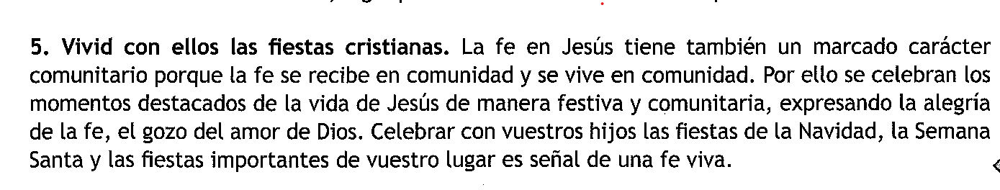 5. Vivid con ellos las fiestas cristianas. La fe en Jesús tiene también un marcado carácter
comunitario porque la fe se recibe en comunidad y se vive en comunidad. Por ello se celebran los
momentos destacados de la vida de Jesús de manera festiva y comunitaria, expresando la alegría
de la fe, el gozo del amor de Dios. Celebrar con vuestros hijos las fiestas de la Navidad, la Semana
Santa y las fiestas importantes de vuestro lugar es señal de una fe viva.